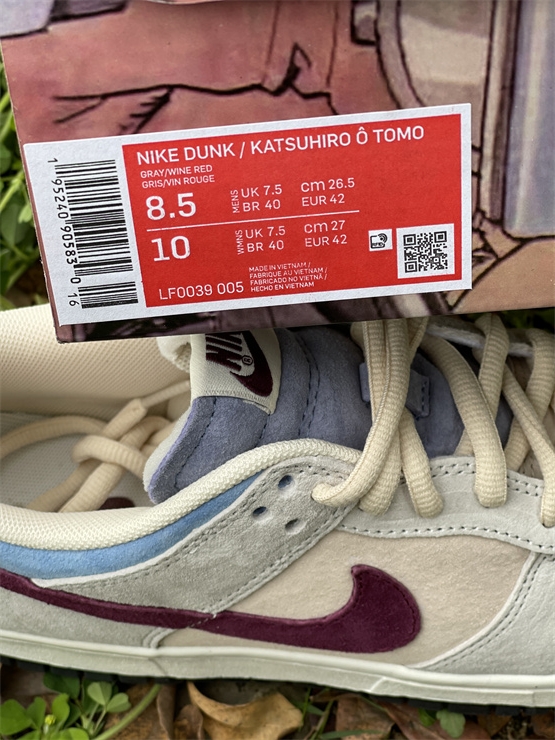 NIKE DUNK / KATSUHIRO Ô TOMO
GRAY/WINE RED
GRIS/VIN ROUGE
8.5 MENS UK 7.5 cm 26.5
BR 40 EUR 42
10 WMNS UK 7.5 cm 27
BR 40 EUR 42
MADE IN VIETNAM /
FABRIQUE AU VIETNAM /
FABRICADO NO VIETNÃ /
HECHO EN VIETNAM
LF0039 005
1 95240 90583 0 16
NIKE ®